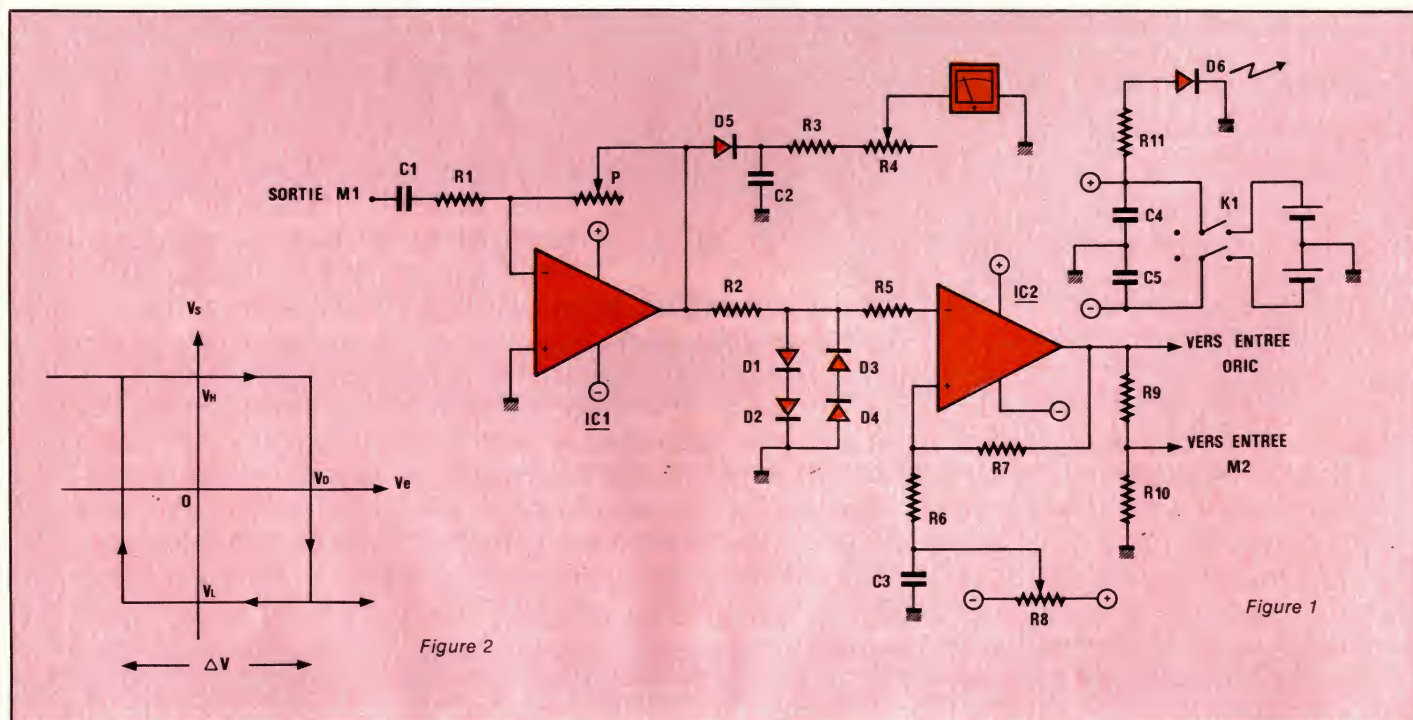 D6
D5
R3
R4
R11
C1
R1
P
C2
SORTIE M1
+
+
C4
K1
C5
-
-
+
-
IC1
R2
R5
+
IC2
-
+
-
VERS ENTREE
ORIC
D1
D3
D2
D4
R9
R7
VERS ENTREE
M2
R6
R10
C3
-
R8
+
Figure 1
Vs
VH
VD
Ve
O
VL
ΔV
Figure 2